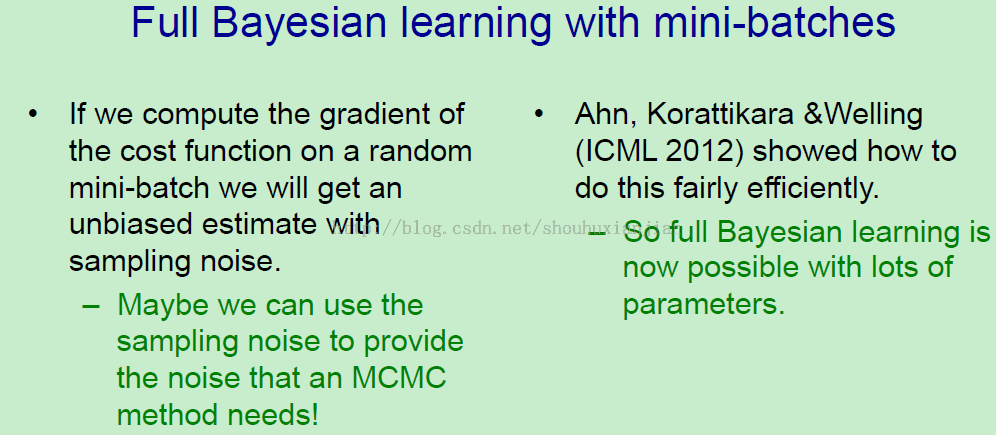 Full Bayesian learning with mini-batches
• If we compute the gradient of
the cost function on a random
mini-batch we will get an
unbiased estimate with
sampling noise.
– Maybe we can use the
sampling noise to provide
the noise that an MCMC
method needs!
• Ahn, Korattikara &Welling
(ICML 2012) showed how to
do this fairly efficiently.
– So full Bayesian learning is
now possible with lots of
parameters.
http://blog.csdn.net/shouhuxianjia